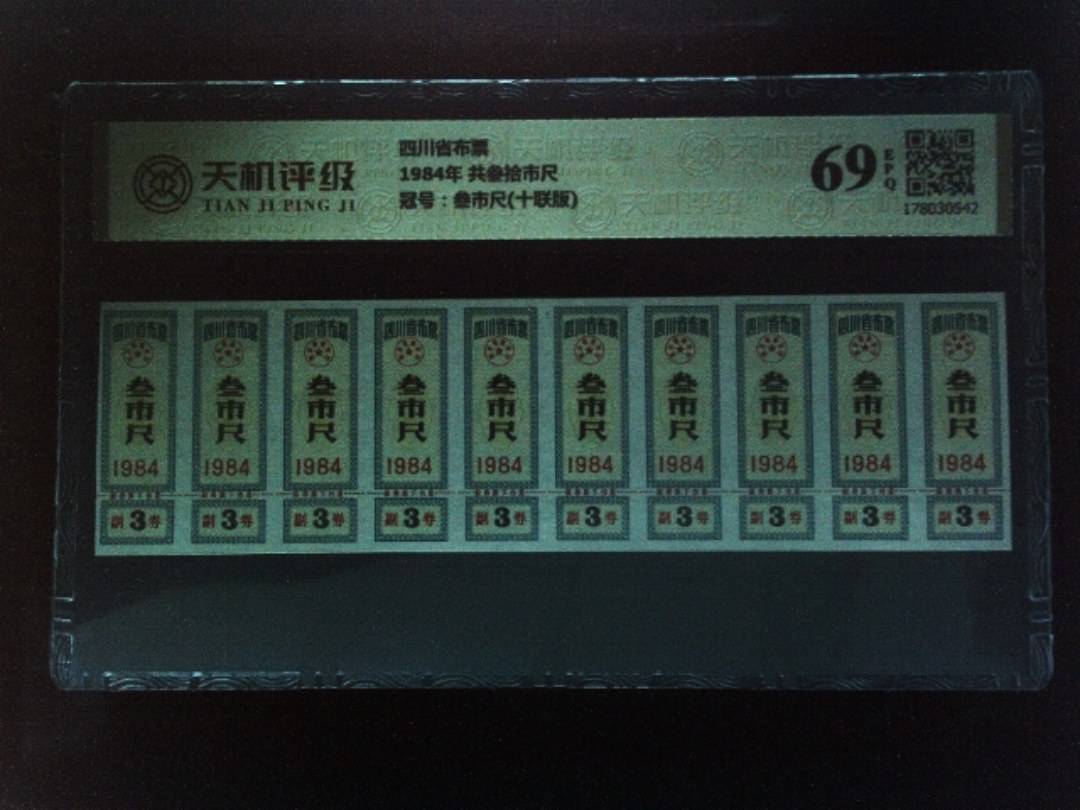 天机评级
TIAN JI PING JI
四川省布票
1984年 共叁拾市尺
冠号：叁市尺(十联版)
69
EPQ
178030542
四川省布票 四川省布票 四川省布票 四川省布票 四川省布票 四川省布票 四川省布票 四川省布票 四川省布票 四川省布票
叁市尺 叁市尺 叁市尺 叁市尺 叁市尺 叁市尺 叁市尺 叁市尺 叁市尺 叁市尺
1984 1984 1984 1984 1984 1984 1984 1984 1984 1984
副3券 副3券 副3券 副3券 副3券 副3券 副3券 副3券 副3券 副3券